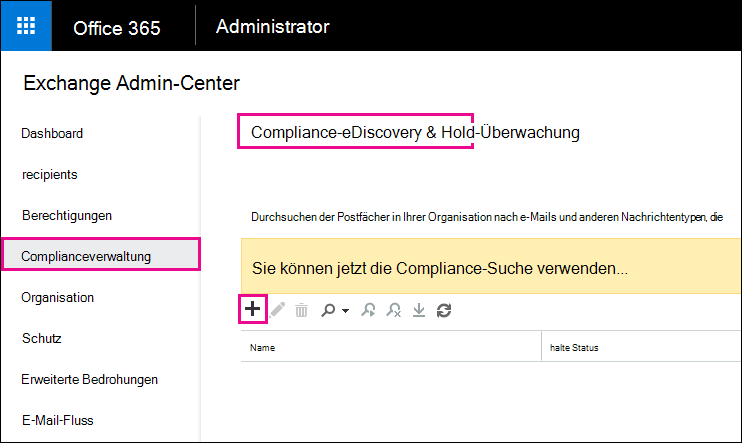 Office 365
Administrator
Exchange Admin-Center
Dashboard
recipients
Berechtigungen
Complianceverwaltung
Organisation
Schutz
Erweiterte Bedrohungen
E-Mail-Fluss
Compliance-eDiscovery & Hold-Überwachung
Durchsuchen der Postfächer in Ihrer Organisation nach e-Mails und anderen Nachrichtentypen, die
Sie können jetzt die Compliance-Suche verwenden...
Name
halte Status